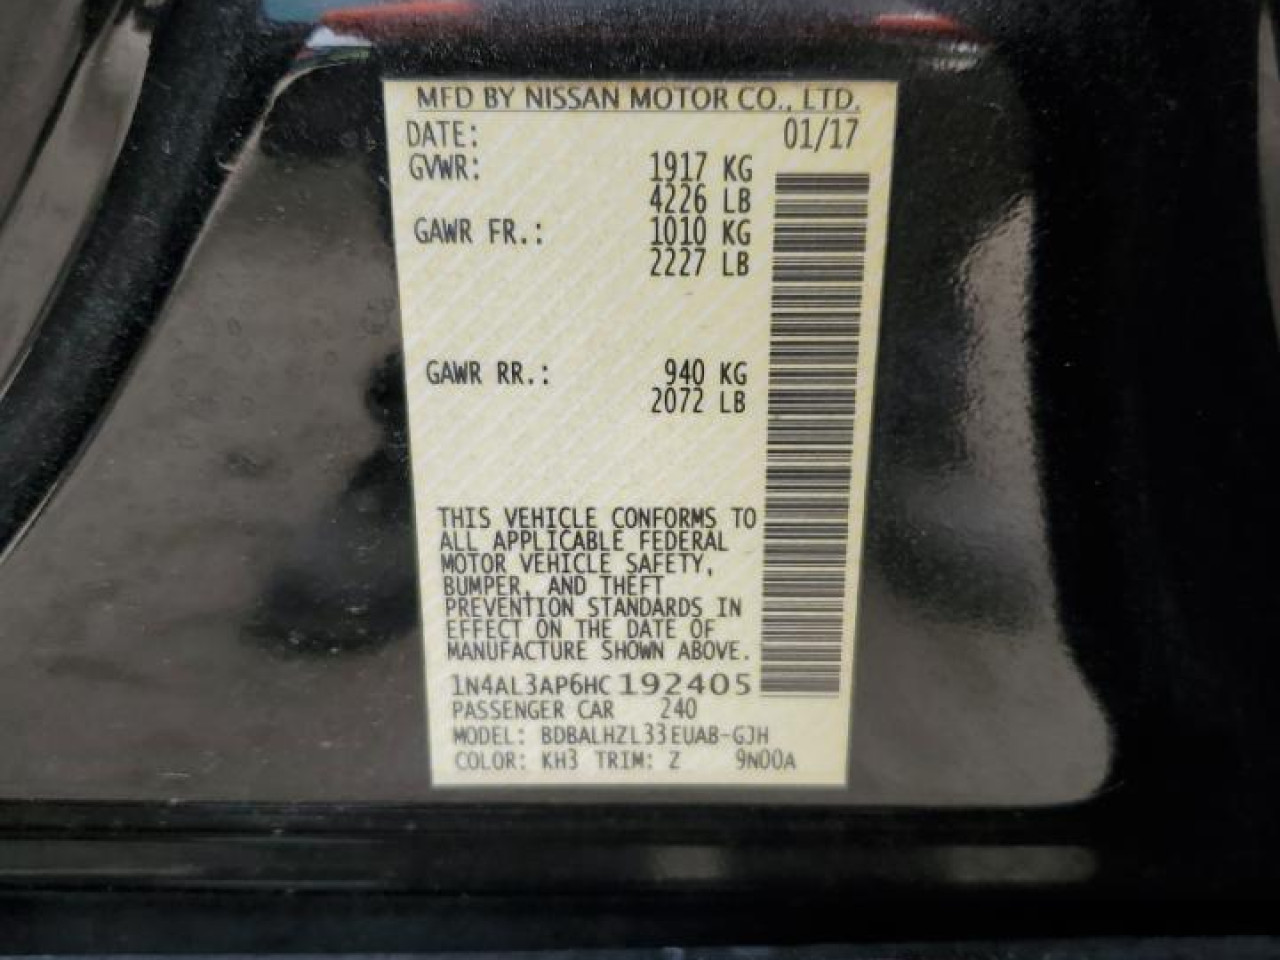 MFD BY NISSAN MOTOR CO., LTD.
DATE: 01/17
GVWR: 1917 KG
4226 LB
GAWR FR.: 1010 KG
2227 LB
GAWR RR.: 940 KG
2072 LB
THIS VEHICLE CONFORMS TO
ALL APPLICABLE FEDERAL
MOTOR VEHICLE SAFETY,
BUMPER, AND THEFT
PREVENTION STANDARDS IN
EFFECT ON THE DATE OF
MANUFACTURE SHOWN ABOVE.
1N4AL3AP6HC192405
PASSENGER CAR 240
MODEL: BDBALHZL33EUAB-GJH
COLOR: KH3 TRIM: Z 9N00A